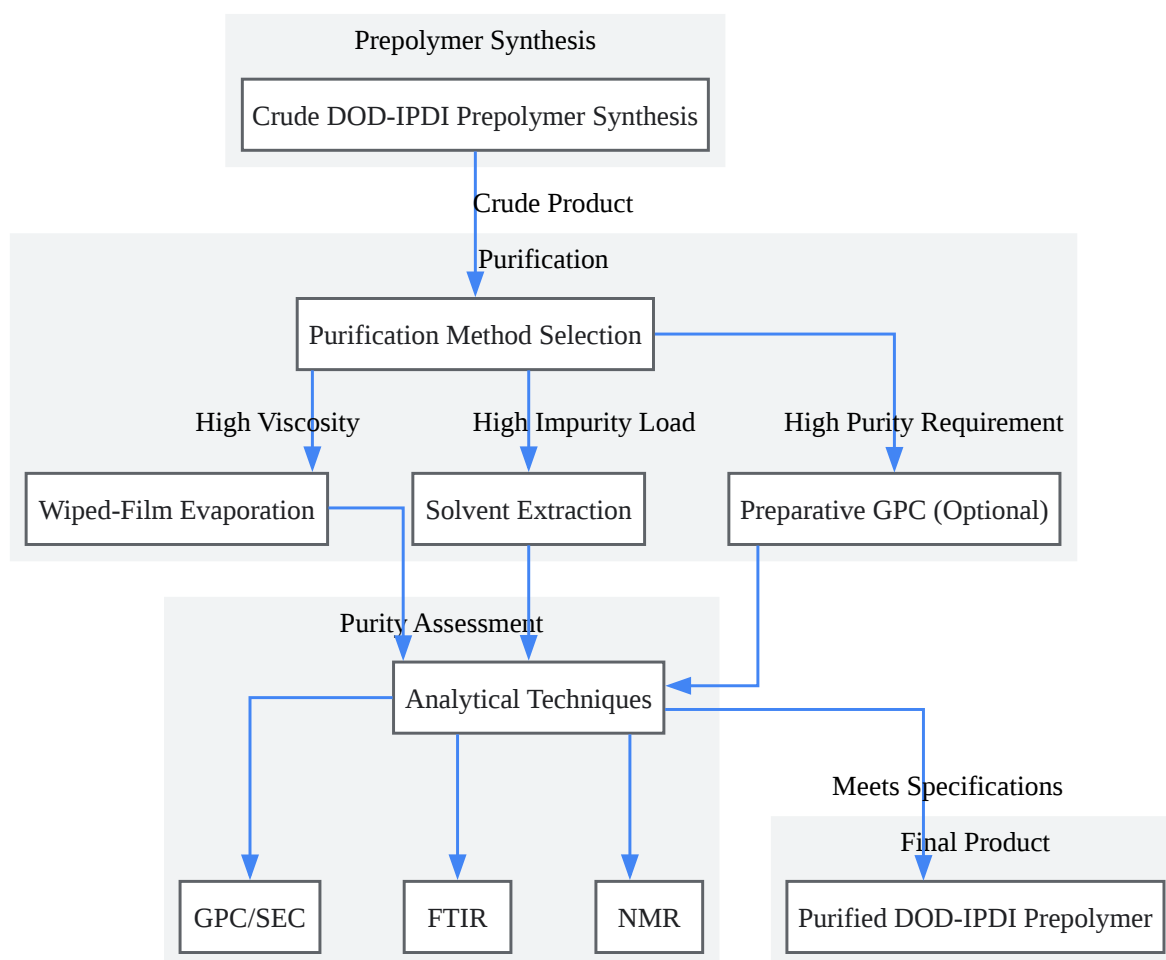 Prepolymer Synthesis
Crude DOD-IPDI Prepolymer Synthesis
Crude Product
Purification
Purification Method Selection
High Viscosity
High Impurity Load
High Purity Requirement
Wiped-Film Evaporation
Solvent Extraction
Preparative GPC (Optional)
Purity Assessment
Analytical Techniques
Meets Specifications
Final Product
GPC/SEC
FTIR
NMR
Purified DOD-IPDI Prepolymer